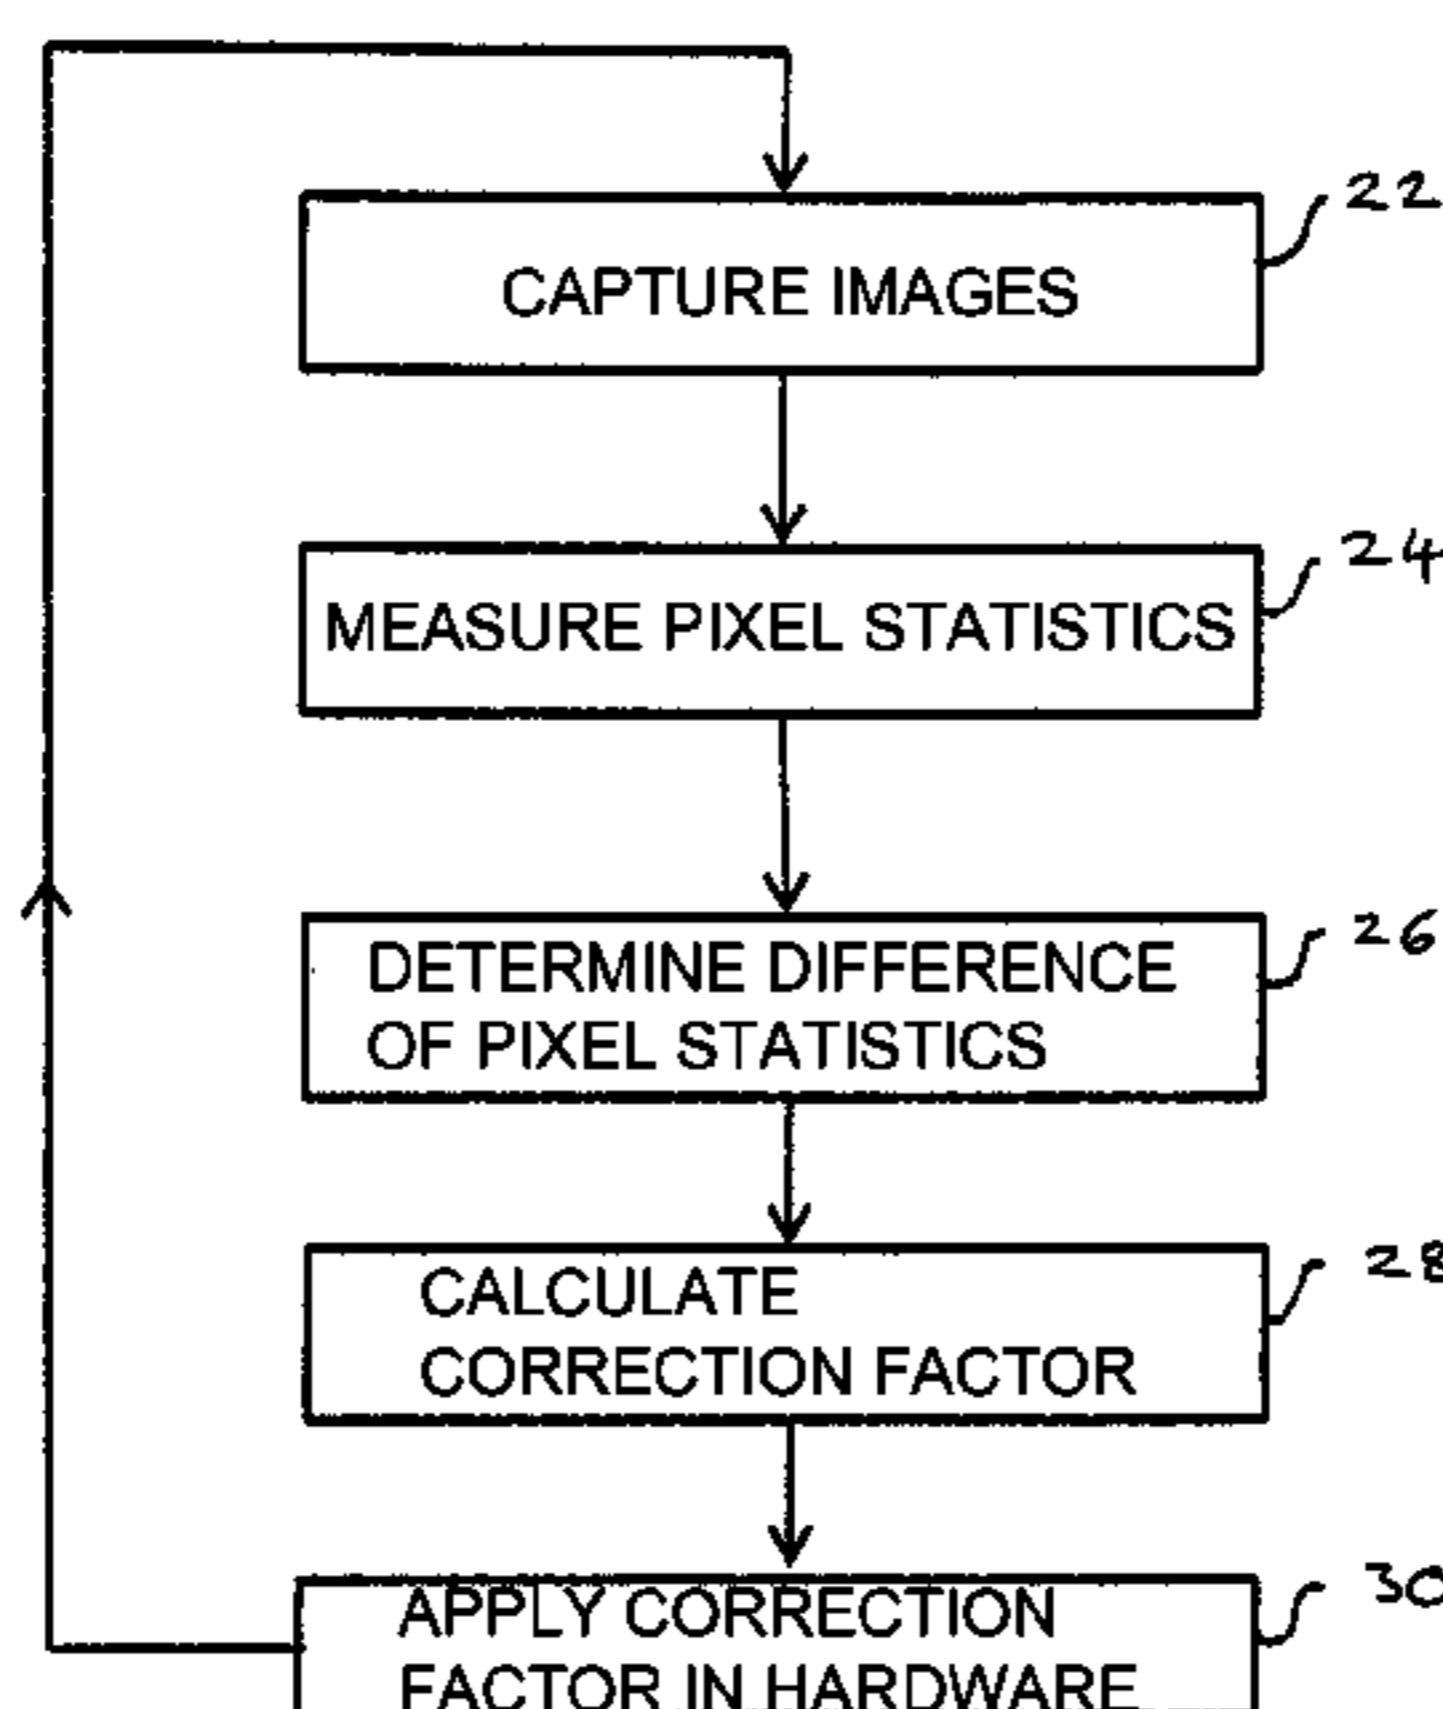 22
CAPTURE IMAGES
24
MEASURE PIXEL STATISTICS
26
DETERMINE DIFFERENCE
OF PIXEL STATISTICS
28
CALCULATE
CORRECTION FACTOR
30
APPLY CORRECTION
FACTOR IN HARDWARE